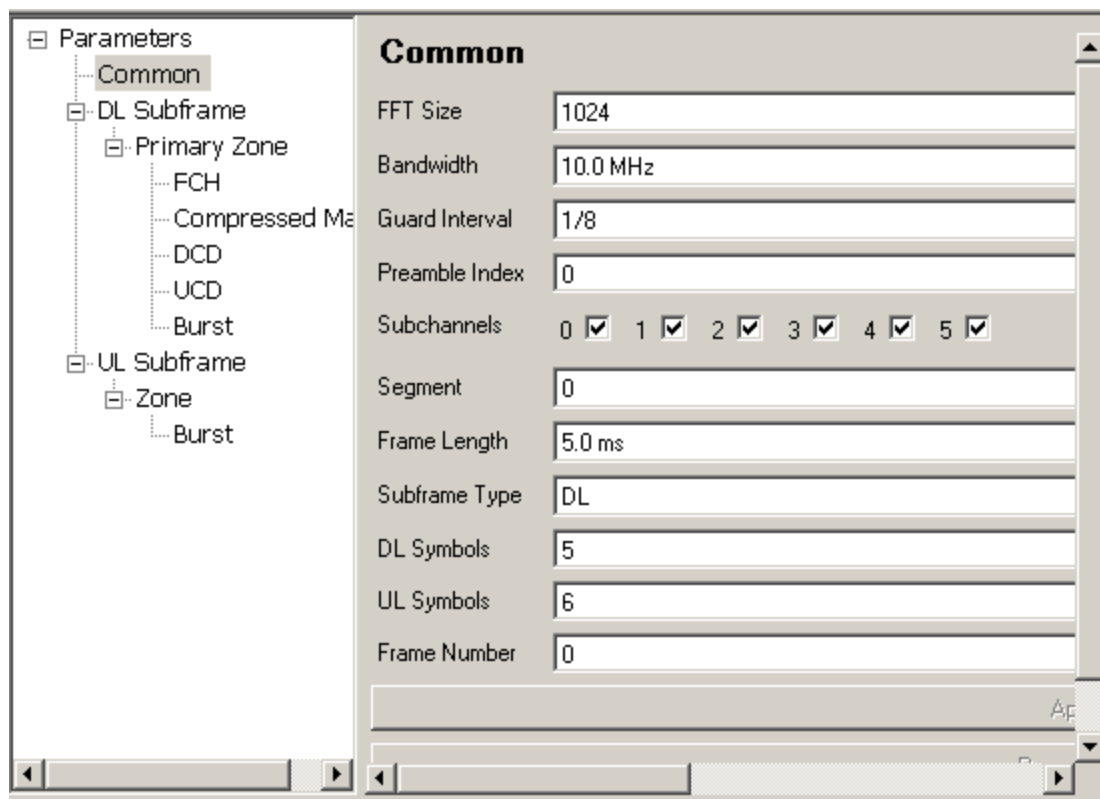 Parameters
Common
DL Subframe
Primary Zone
FCH
Compressed Ma
DCD
UCD
Burst
UL Subframe
Zone
Burst
Common
FFT Size 1024
Bandwidth 10.0 MHz
Guard Interval 1/8
Preamble Index 0
Subchannels 0 1 2 3 4 5
Segment 0
Frame Length 5.0 ms
Subframe Type DL
DL Symbols 5
UL Symbols 6
Frame Number 0
Ap